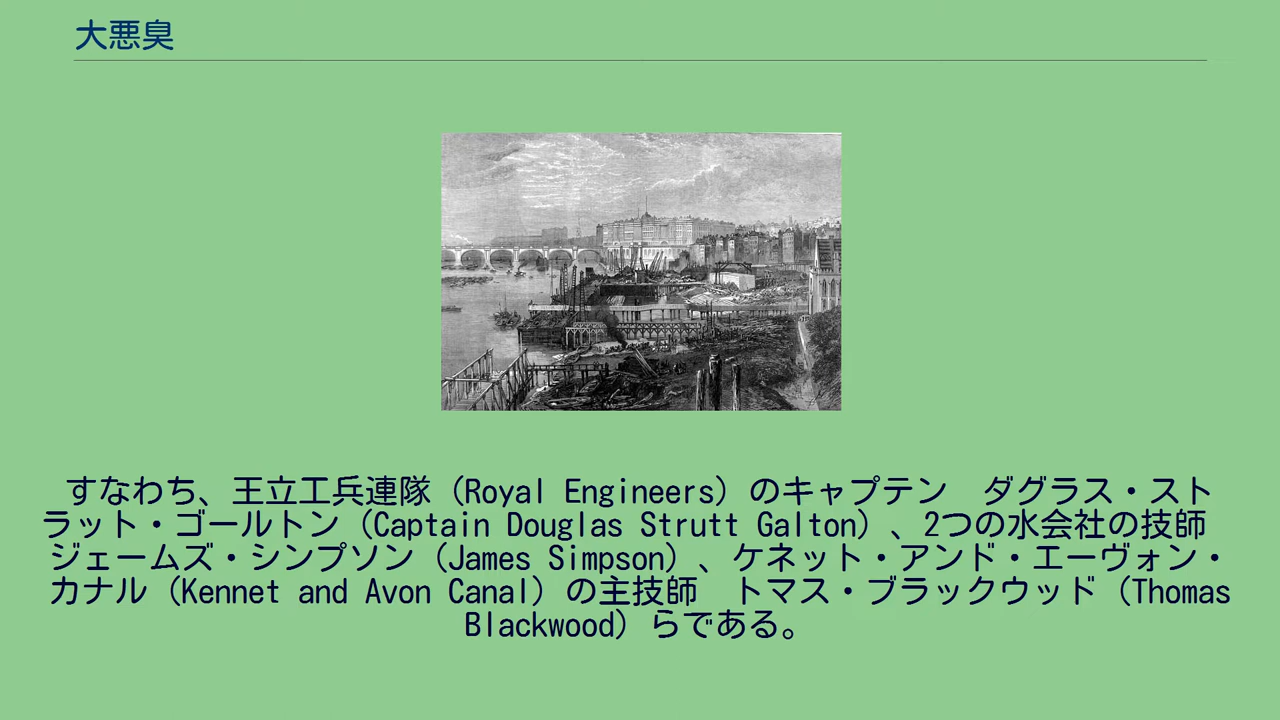 大悪臭
すなわち、王立工兵連隊（Royal Engineers）のキャプテン　ダグラス・スト
ラット・ゴールトン（Captain Douglas Strutt Galton）、2つの水会社の技師
ジェームズ・シンプソン（James Simpson）、ケネット・アンド・エーヴォン・
カナル（Kennet and Avon Canal）の主技師　トマス・ブラックウッド（Thomas
Blackwood）らである。